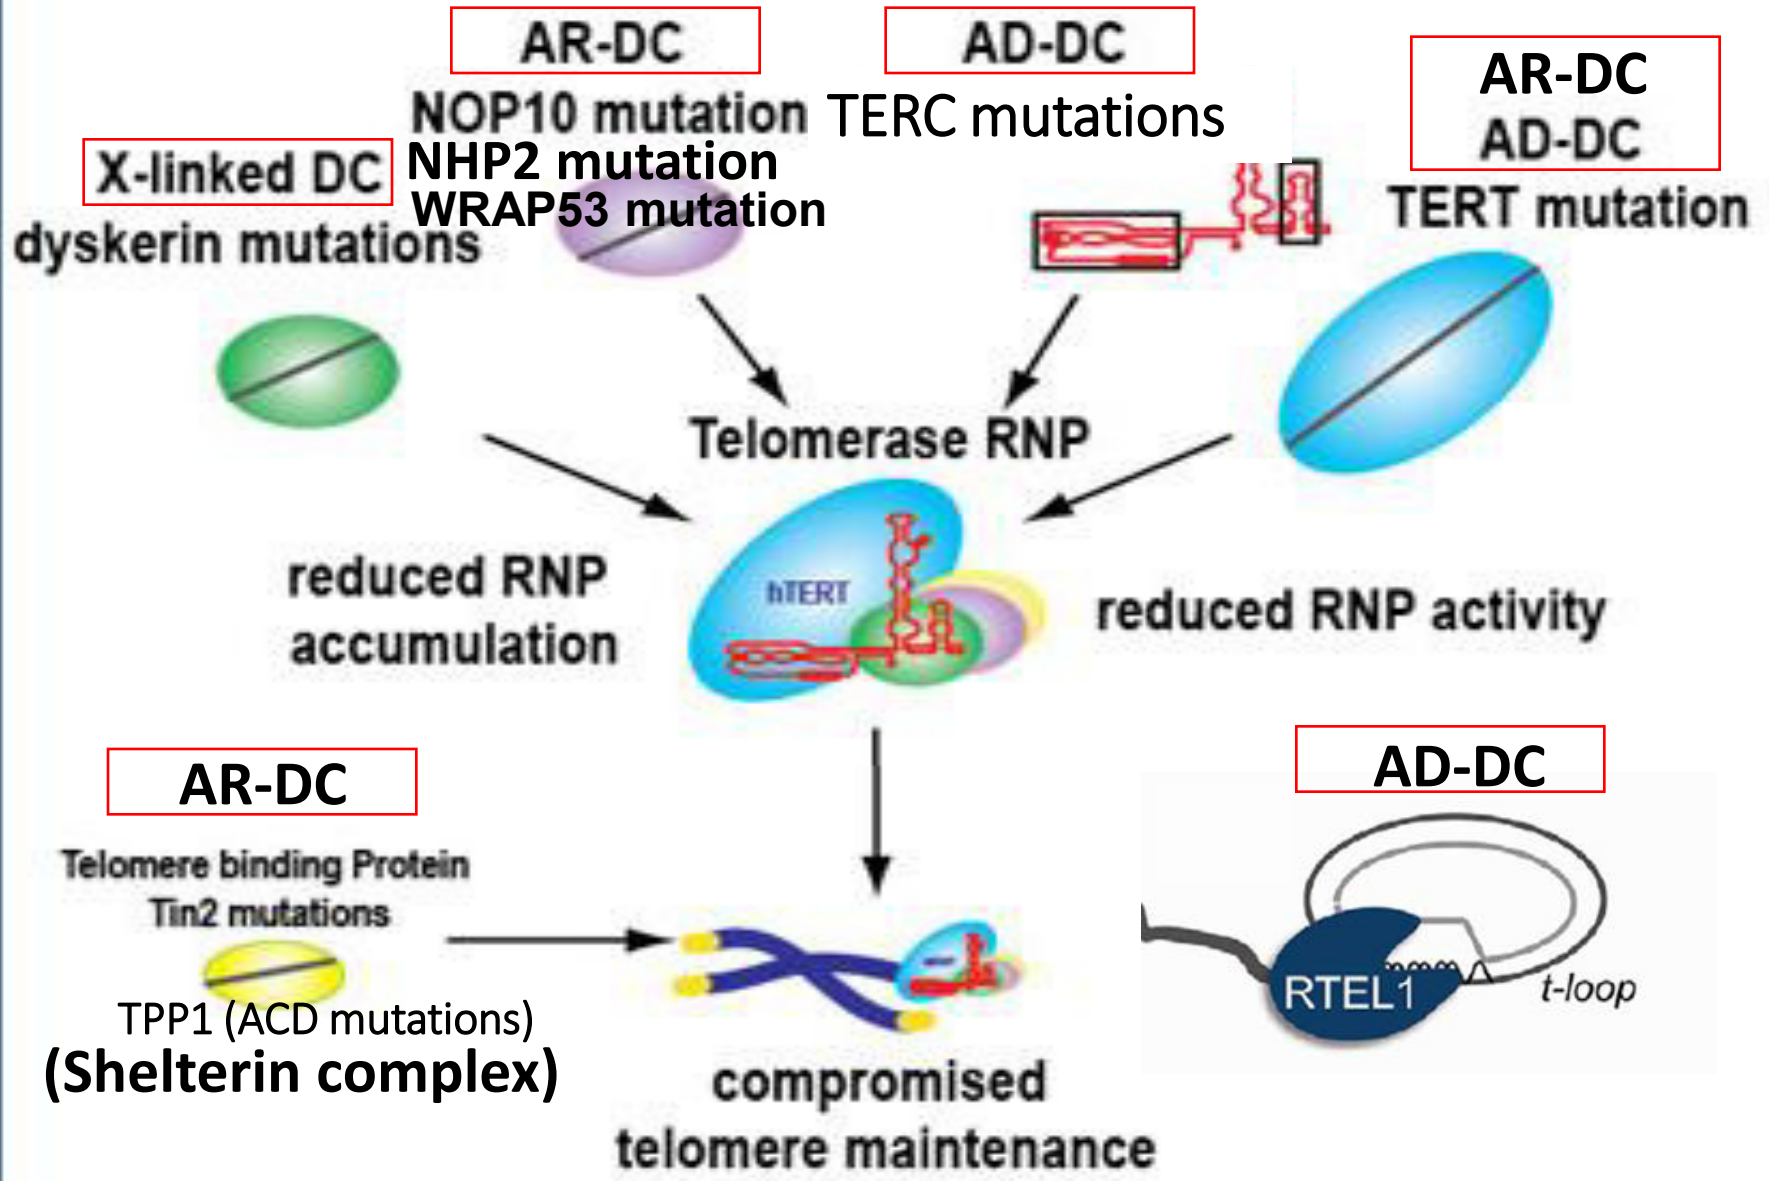 AR-DC
NOP10 mutation
NHP2 mutation
WRAP53 mutation
AD-DC
TERC mutations
AR-DC
AD-DC
TERT mutation
X-linked DC
dyskerin mutations
Telomerase RNP
hTERT
reduced RNP
accumulation
reduced RNP activity
AR-DC
Telomere binding Protein
Tin2 mutations
TPP1 (ACD mutations)
(Shelterin complex)
compromised
telomere maintenance
AD-DC
RTEL1
t-loop